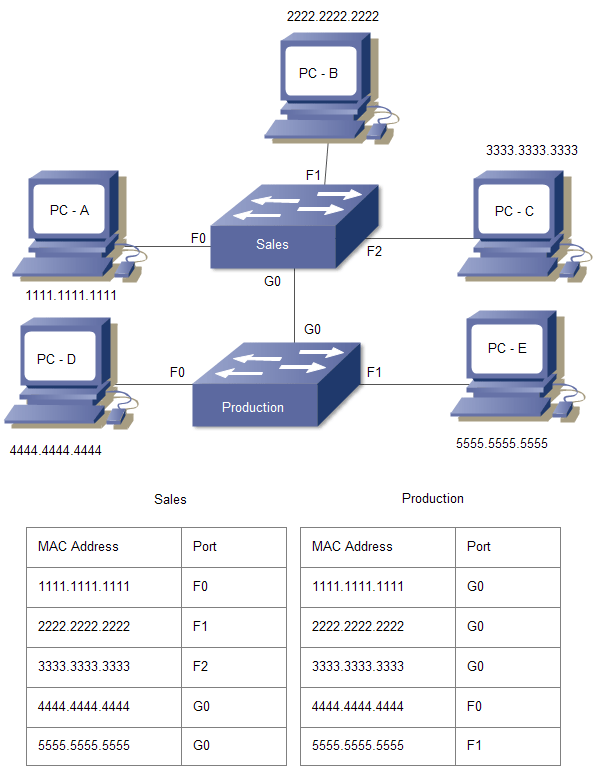 2222.2222.2222
PC - B
3333.3333.3333
F1
PC - A
PC - C
F0
Sales
F2
1111.1111.1111
G0
G0
PC - D
PC - E
F0
F1
Production
4444.4444.4444
5555.5555.5555
Sales
MAC Address Port
1111.1111.1111 F0
2222.2222.2222 F1
3333.3333.3333 F2
4444.4444.4444 G0
5555.5555.5555 G0
Production
MAC Address Port
1111.1111.1111 G0
2222.2222.2222 G0
3333.3333.3333 G0
4444.4444.4444 F0
5555.5555.5555 F1